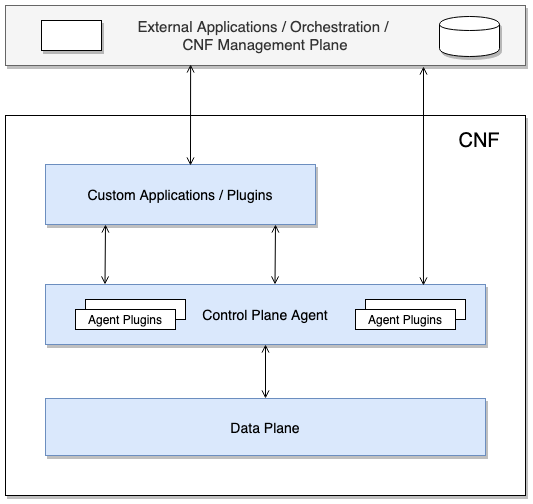 External Applications / Orchestration /
CNF Management Plane
CNF
Custom Applications / Plugins
Agent Plugins
Control Plane Agent
Agent Plugins
Data Plane